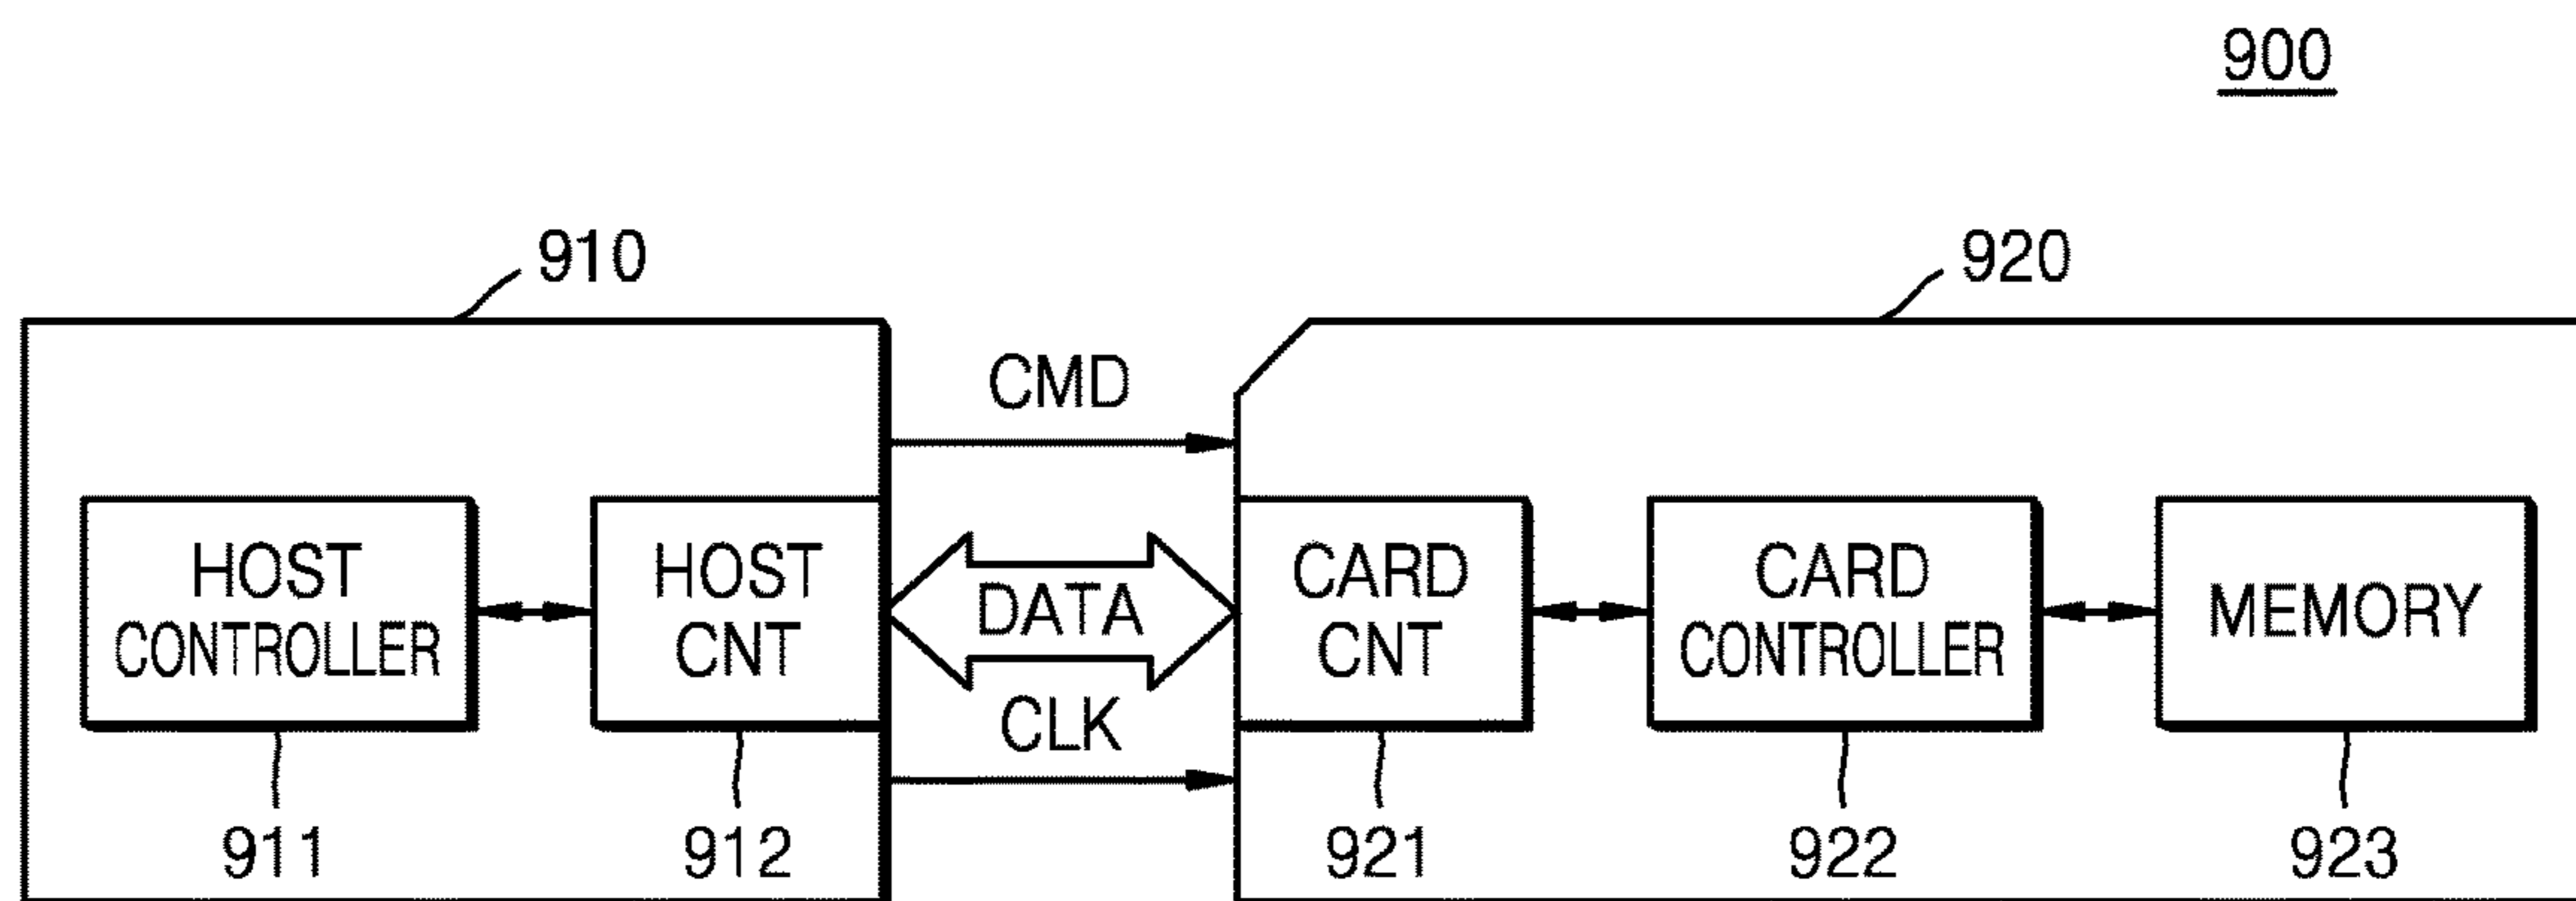 900
910
920
CMD
HOST
CONTROLLER
HOST
CNT
DATA
CARD
CNT
CARD
CONTROLLER
MEMORY
CLK
911
912
921
922
923